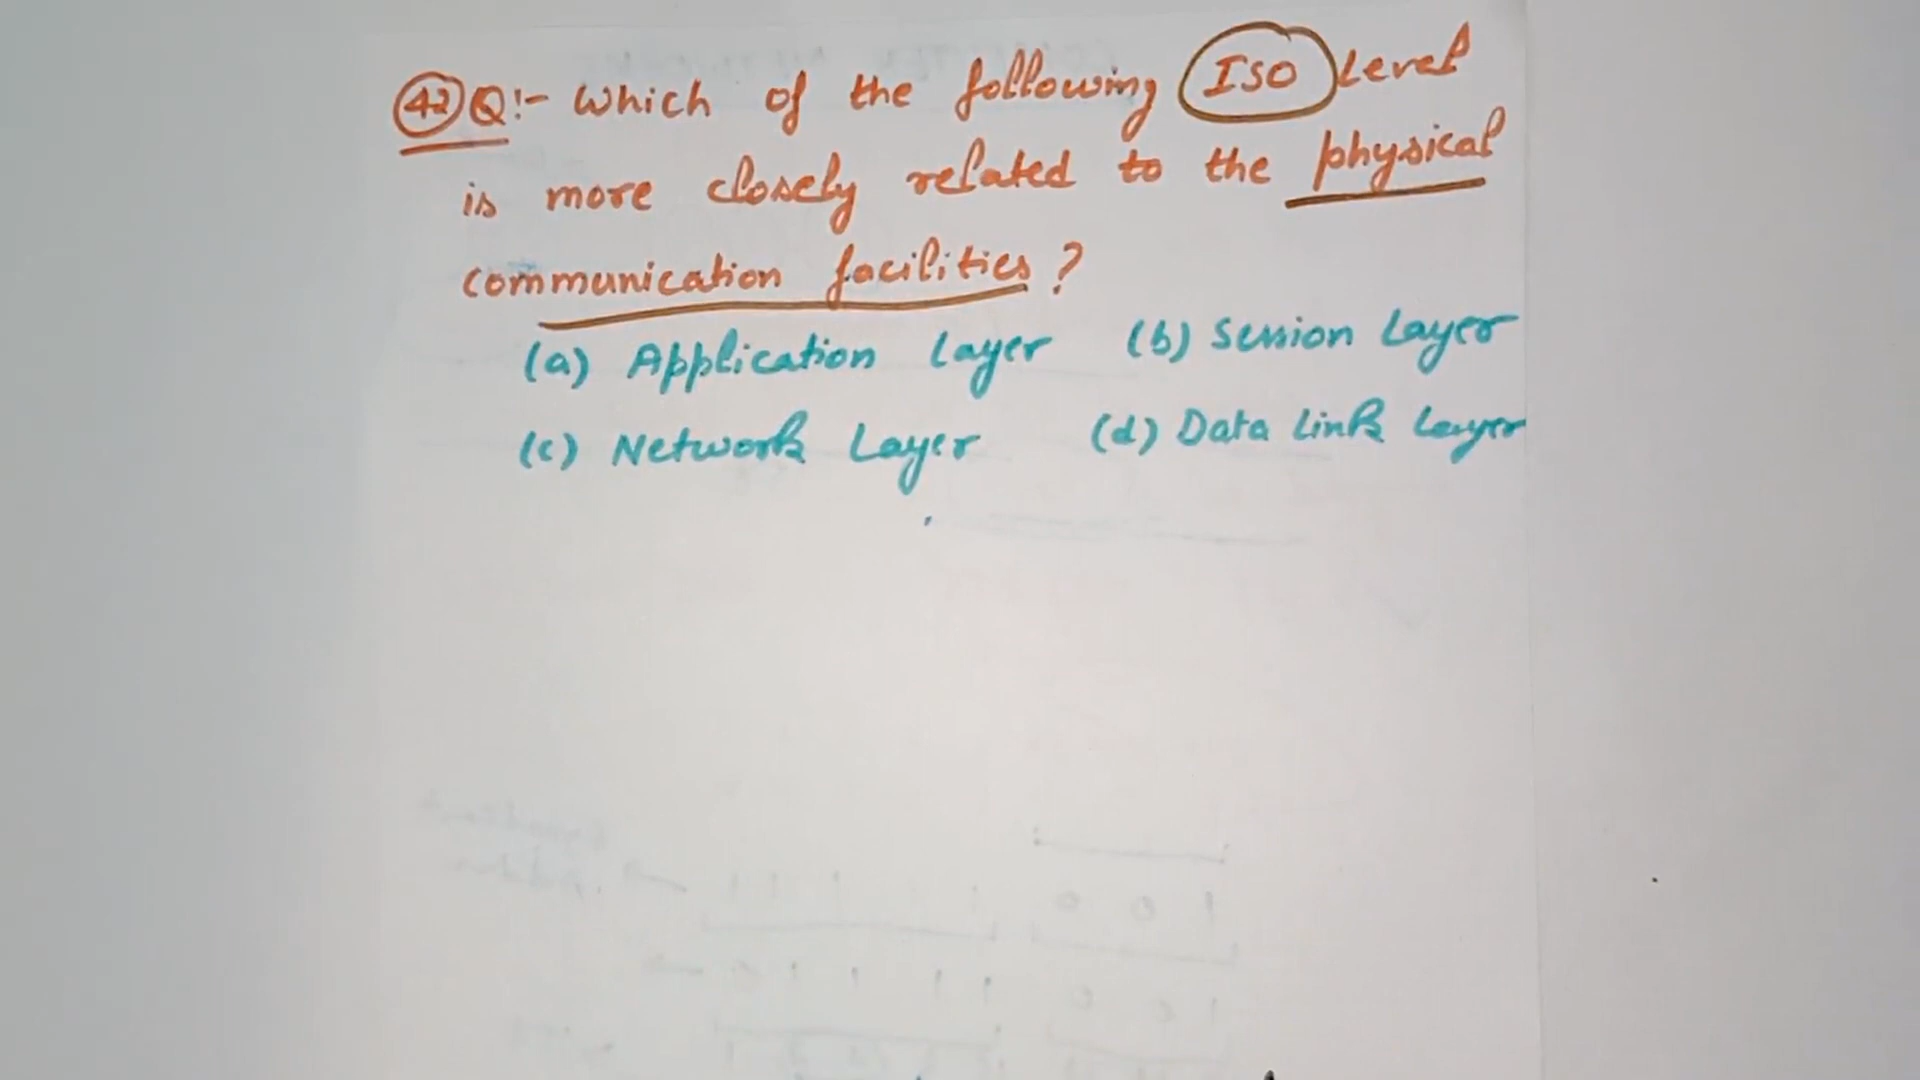 42 Q:- Which of the following ISO Level
is more closely related to the physical
communication facilities ?
(a) Application Layer (b) Session Layer
(c) Network Layer (d) Data Link Layer